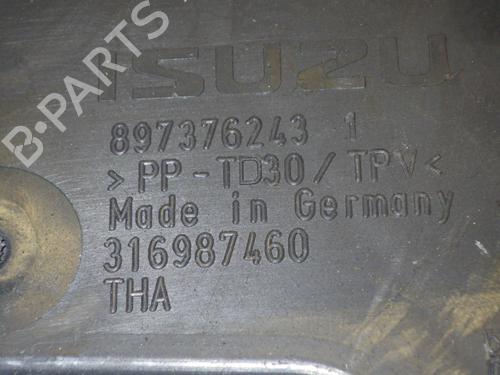 B-PARTS
ISUZU
897376243 1
>PP-TD30/TPV<
Made in Germany
316987460
THA